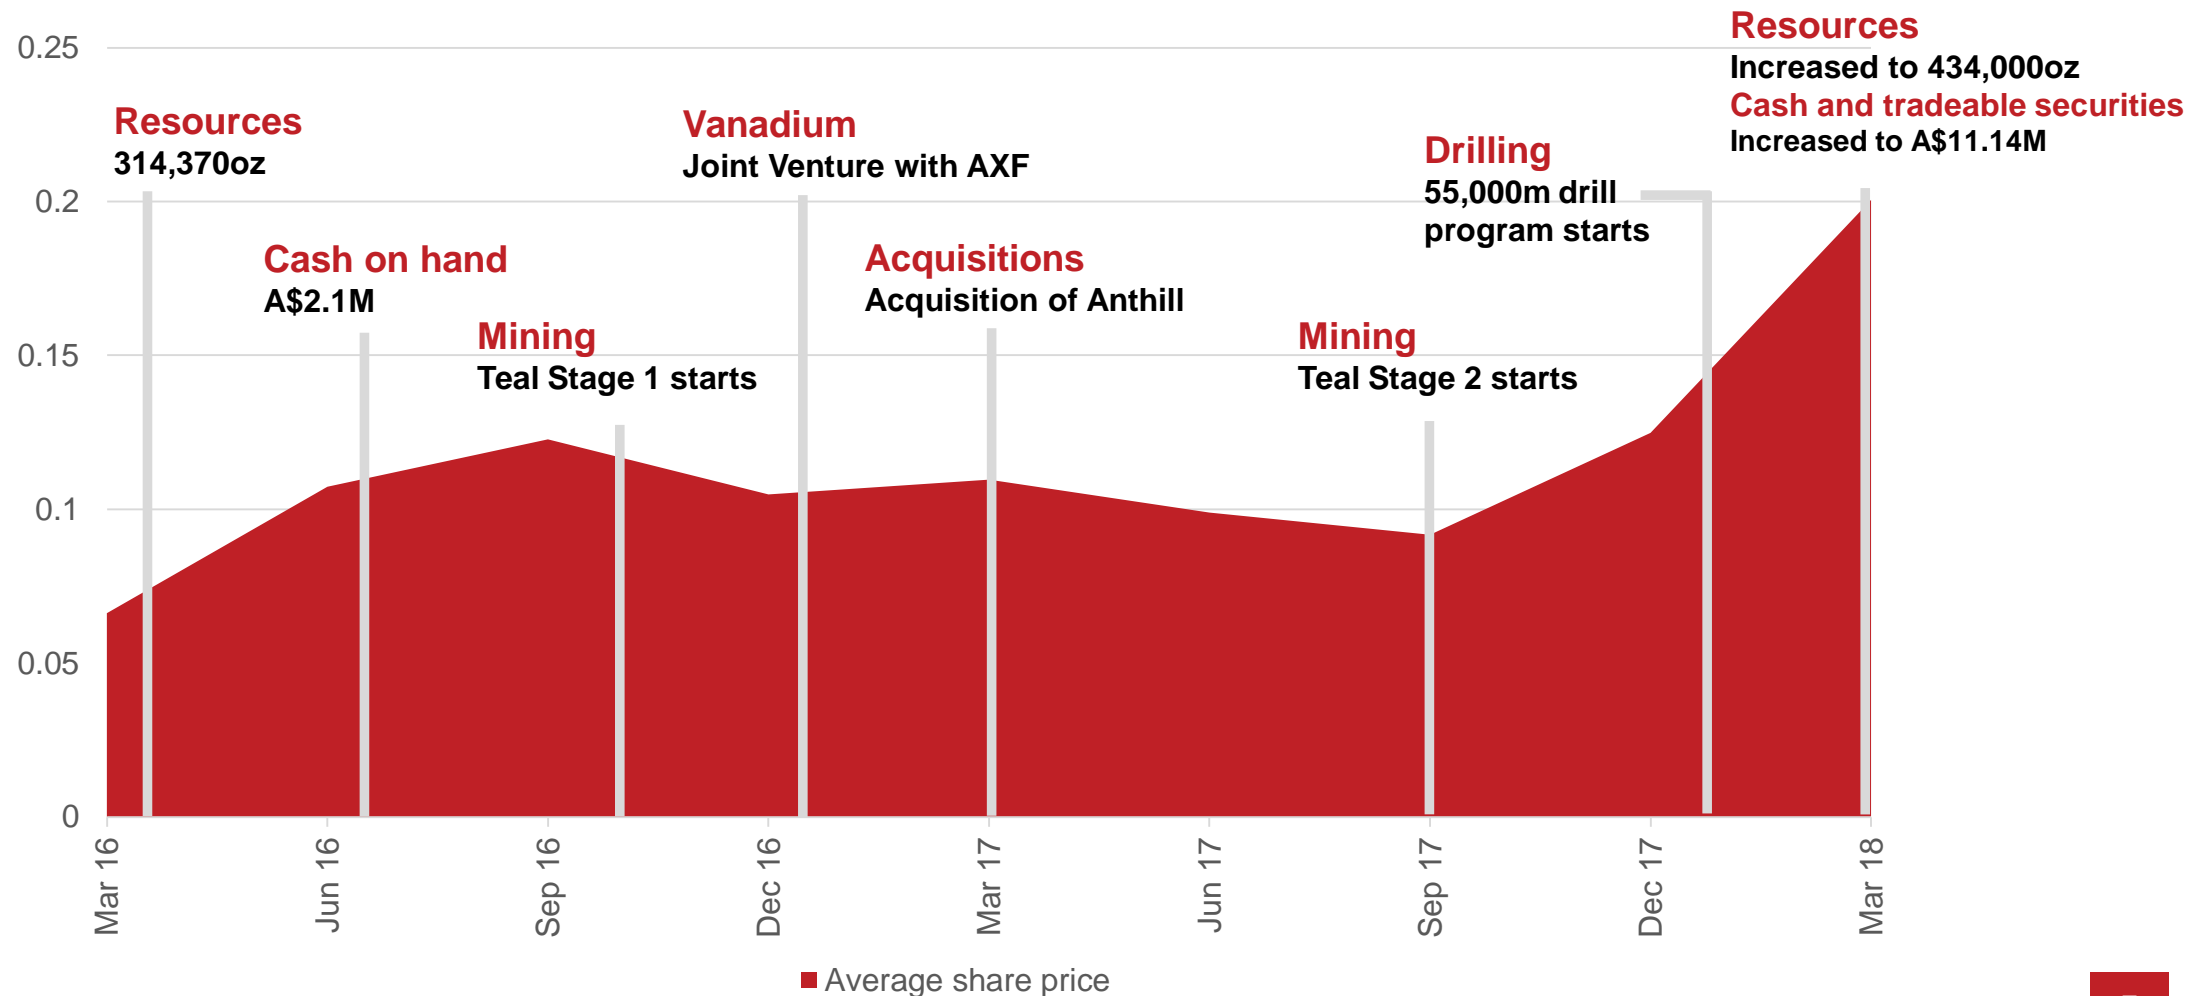 0.25
0.2
0.15
0.1
0.05
0
Resources
314,370oz
Cash on hand
A$2.1M
Mining
Teal Stage 1 starts
Vanadium
Joint Venture with AXF
Acquisitions
Acquisition of Anthill
Mining
Teal Stage 2 starts
Drilling
55,000m drill
program starts
Resources
Increased to 434,000oz
Cash and tradeable securities
Increased to A$11.14M
Mar 16
Jun 16
Sep 16
Dec 16
Mar 17
Jun 17
Sep 17
Dec 17
Mar 18
Average share price